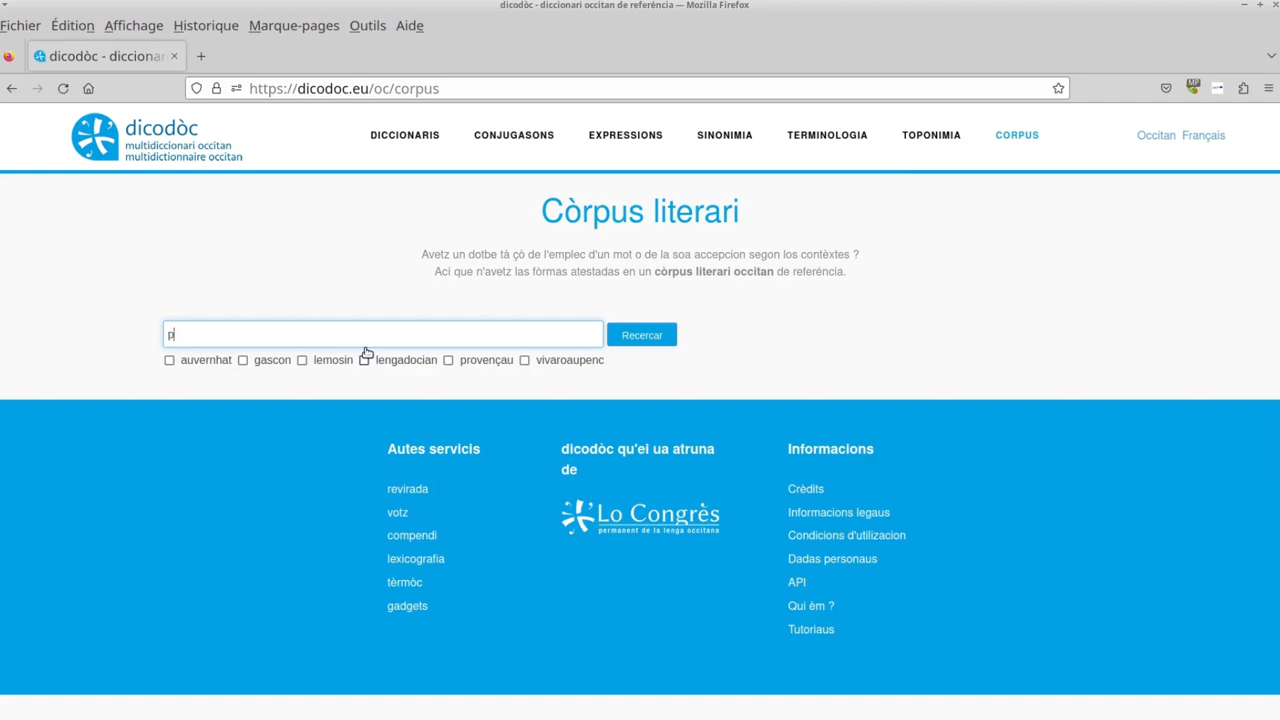 dicodòc - diccionari occitan de referéncia — Mozilla Firefox
Fichier Édition Affichage Historique Marque-pages Outils Aide
dicodòc - dicciona
https://dicodoc.eu/oc/corpus
dicodòc
multidiccionari occitan
multidictionnaire occitan
DICCIONARIS CONJUGASONS EXPRESSIONS SINONIMIA TERMINOLOGIA TOPONIMIA CORPUS
Occitan Français
Còrpus literari
Avetz un dotbe tà çò de l'emplec d'un mot o de la soa accepcion segon los contèxtes ?
Ací que n'avetz las fòrmas atestadas en un còrpus literari occitan de referéncia.
p
Recercar
auvernhat gascon lemosin lengadocian provençau vivaroaupenc
Autes servicis
revirada
votz
compendi
lexicografia
tèrmòc
gadgets
dicodòc qu'ei ua atruna
de
Lo Congrès
permanent de la lenga occitana
Informacions
Crèdits
Informacions legaus
Condicions d'utilizacion
Dadas personaus
API
Qui èm ?
Tutoriaus